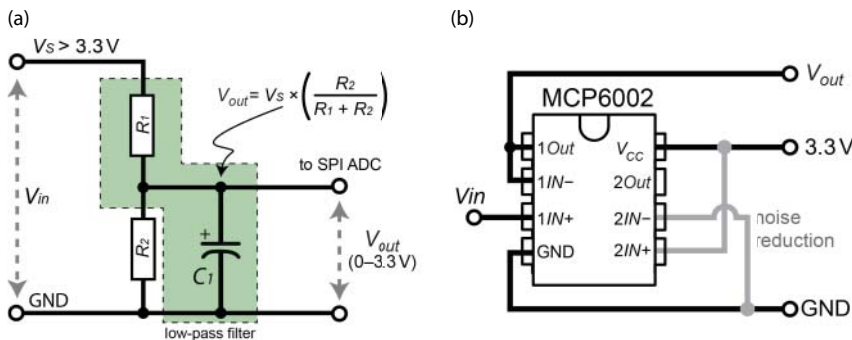 (a)
VS > 3.3 V
R1
Vout = VS × (R2 / (R1 + R2))
to SPI ADC
Vin
R2
+
C1
Vout
(0–3.3 V)
GND
low-pass filter
(b)
Vout
MCP6002
1Out
VCC
3.3 V
1IN−
2Out
Vin
1IN+
2IN−
noise
reduction
GND
2IN+
GND